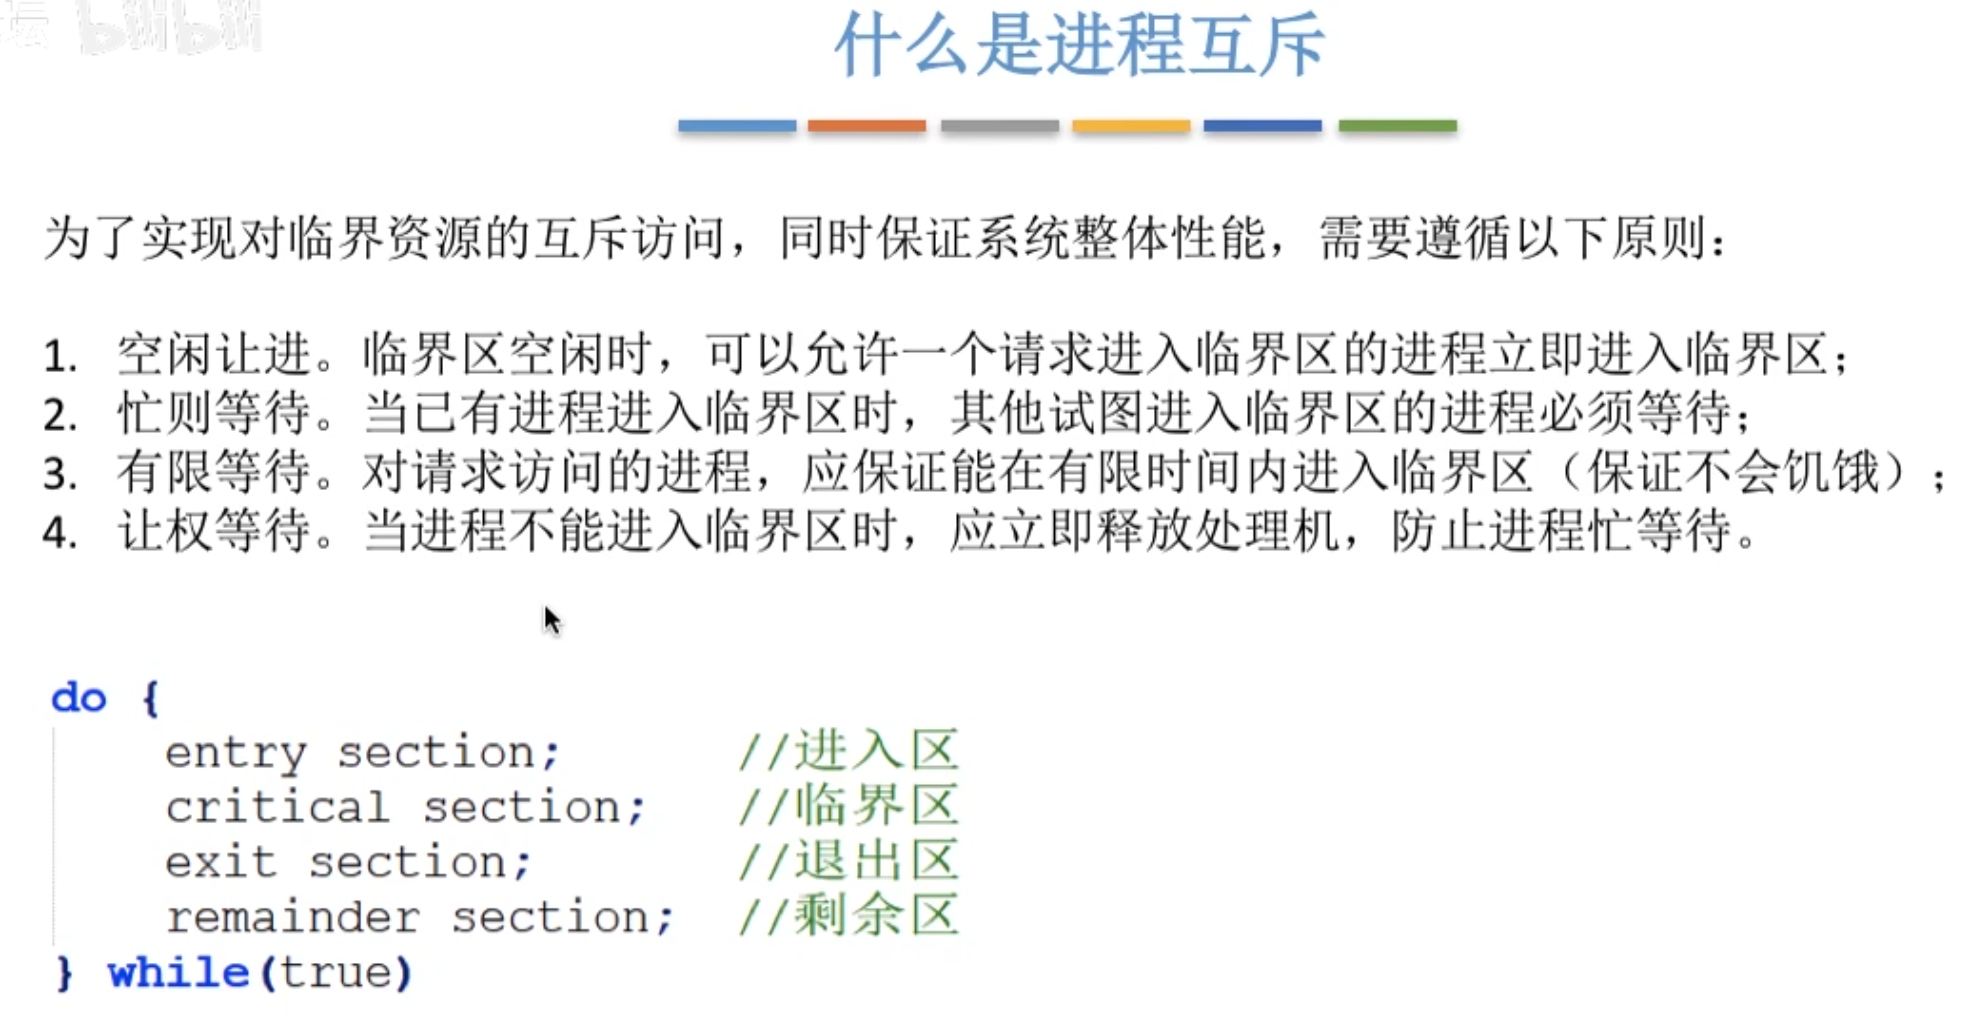 坛 bilibili
什么是进程互斥
为了实现对临界资源的互斥访问，同时保证系统整体性能，需要遵循以下原则：
1. 空闲让进。临界区空闲时，可以允许一个请求进入临界区的进程立即进入临界区；
2. 忙则等待。当已有进程进入临界区时，其他试图进入临界区的进程必须等待；
3. 有限等待。对请求访问的进程，应保证能在有限时间内进入临界区（保证不会饥饿）；
4. 让权等待。当进程不能进入临界区时，应立即释放处理机，防止进程忙等待。
do {
entry section; //进入区
critical section; //临界区
exit section; //退出区
remainder section; //剩余区
} while(true)